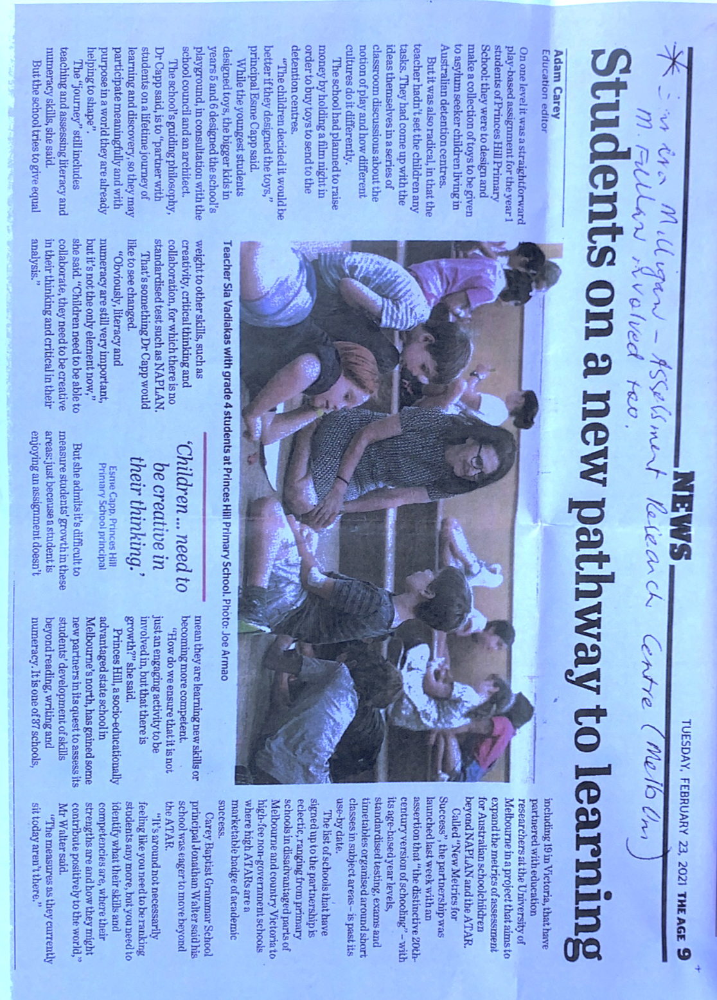 NEWS
TUESDAY, FEBRUARY 23, 2021 THE AGE 9
* Milligan – Assessment Research Centre (Melb Uni)
M. Fullan involved too.
Students on a new pathway to learning
Adam Carey
Education editor
On one level it was a straightforward
play-based assignment for the year 1
students of Princes Hill Primary
School: they were to design and
make a collection of toys to be given
to asylum seeker children living in
Australian detention centres.
But it was also radical, in that the
teacher hadn't set the children any
tasks. They had come up with the
ideas themselves in a series of
classroom discussions about the
notion of play and how different
cultures do it differently.
The school had planned to raise
money by holding a film night in
order to buy toys to send to the
detention centres.
"The children decided it would be
better if they designed the toys,"
principal Esme Capp said.
While the youngest students
designed toys, the bigger kids in
years 5 and 6 designed the school's
playground, in consultation with the
school council and an architect.
The school's guiding philosophy,
Dr Capp said, is to "partner with
students on a lifetime journey of
learning and discovery, so they may
participate meaningfully and with
purpose in a world they are already
helping to shape".
The "journey" still includes
teaching and assessing literacy and
numeracy skills, she said.
But the school tries to give equal
Teacher Sia Vadiakas with grade 4 students at Princes Hill Primary School. Photo: Joe Armao
weight to other skills, such as
creativity, critical thinking and
collaboration, for which there is no
standardised test such as NAPLAN.
That's something Dr Capp would
like to see changed.
"Obviously, literacy and
numeracy are still very important,
but it's not the only element now,"
she said. "Children need to be able to
collaborate, they need to be creative
in their thinking and critical in their
analysis."
'Children ... need to
be creative in
their thinking.'
Esme Capp, Princes Hill
Primary School principal
But she admits it's difficult to
measure students' growth in these
areas; just because a student is
enjoying an assignment doesn't
mean they are learning new skills or
becoming more competent.
"How do we ensure that it is not
just an engaging activity to be
involved in, but that there is
growth?" she said.
Princes Hill, a socio-educationally
advantaged state school in
Melbourne's north, has gained some
new partners in its quest to assess its
students' development of skills
beyond reading, writing and
numeracy. It is one of 37 schools,
including 19 in Victoria, that have
partnered with education
researchers at the University of
Melbourne in a project that aims to
expand the metrics of assessment
for Australian schoolchildren
beyond NAPLAN and the ATAR.
Called "New Metrics for
Success", the partnership was
launched last week with an
assertion that "the distinctive 20th-
century version of schooling" – with
its age-based year levels,
standardised testing, exams and
timetables organised around short
classes in subject areas – is past its
use-by date.
The list of schools that have
signed up to the partnership is
eclectic, ranging from primary
schools in disadvantaged parts of
Melbourne and country Victoria to
high-fee non-government schools
where high ATARs are a
marketable badge of academic
success.
Carey Baptist Grammar School
principal Jonathan Walter said his
school was eager to move beyond
the ATAR.
"It's around not necessarily
feeling like you need to be ranking
students any more, but you need to
identify what their skills and
competencies are, where their
strengths are and how they might
contribute positively to the world,"
Mr Walter said.
"The measures as they currently
sit today aren't there."